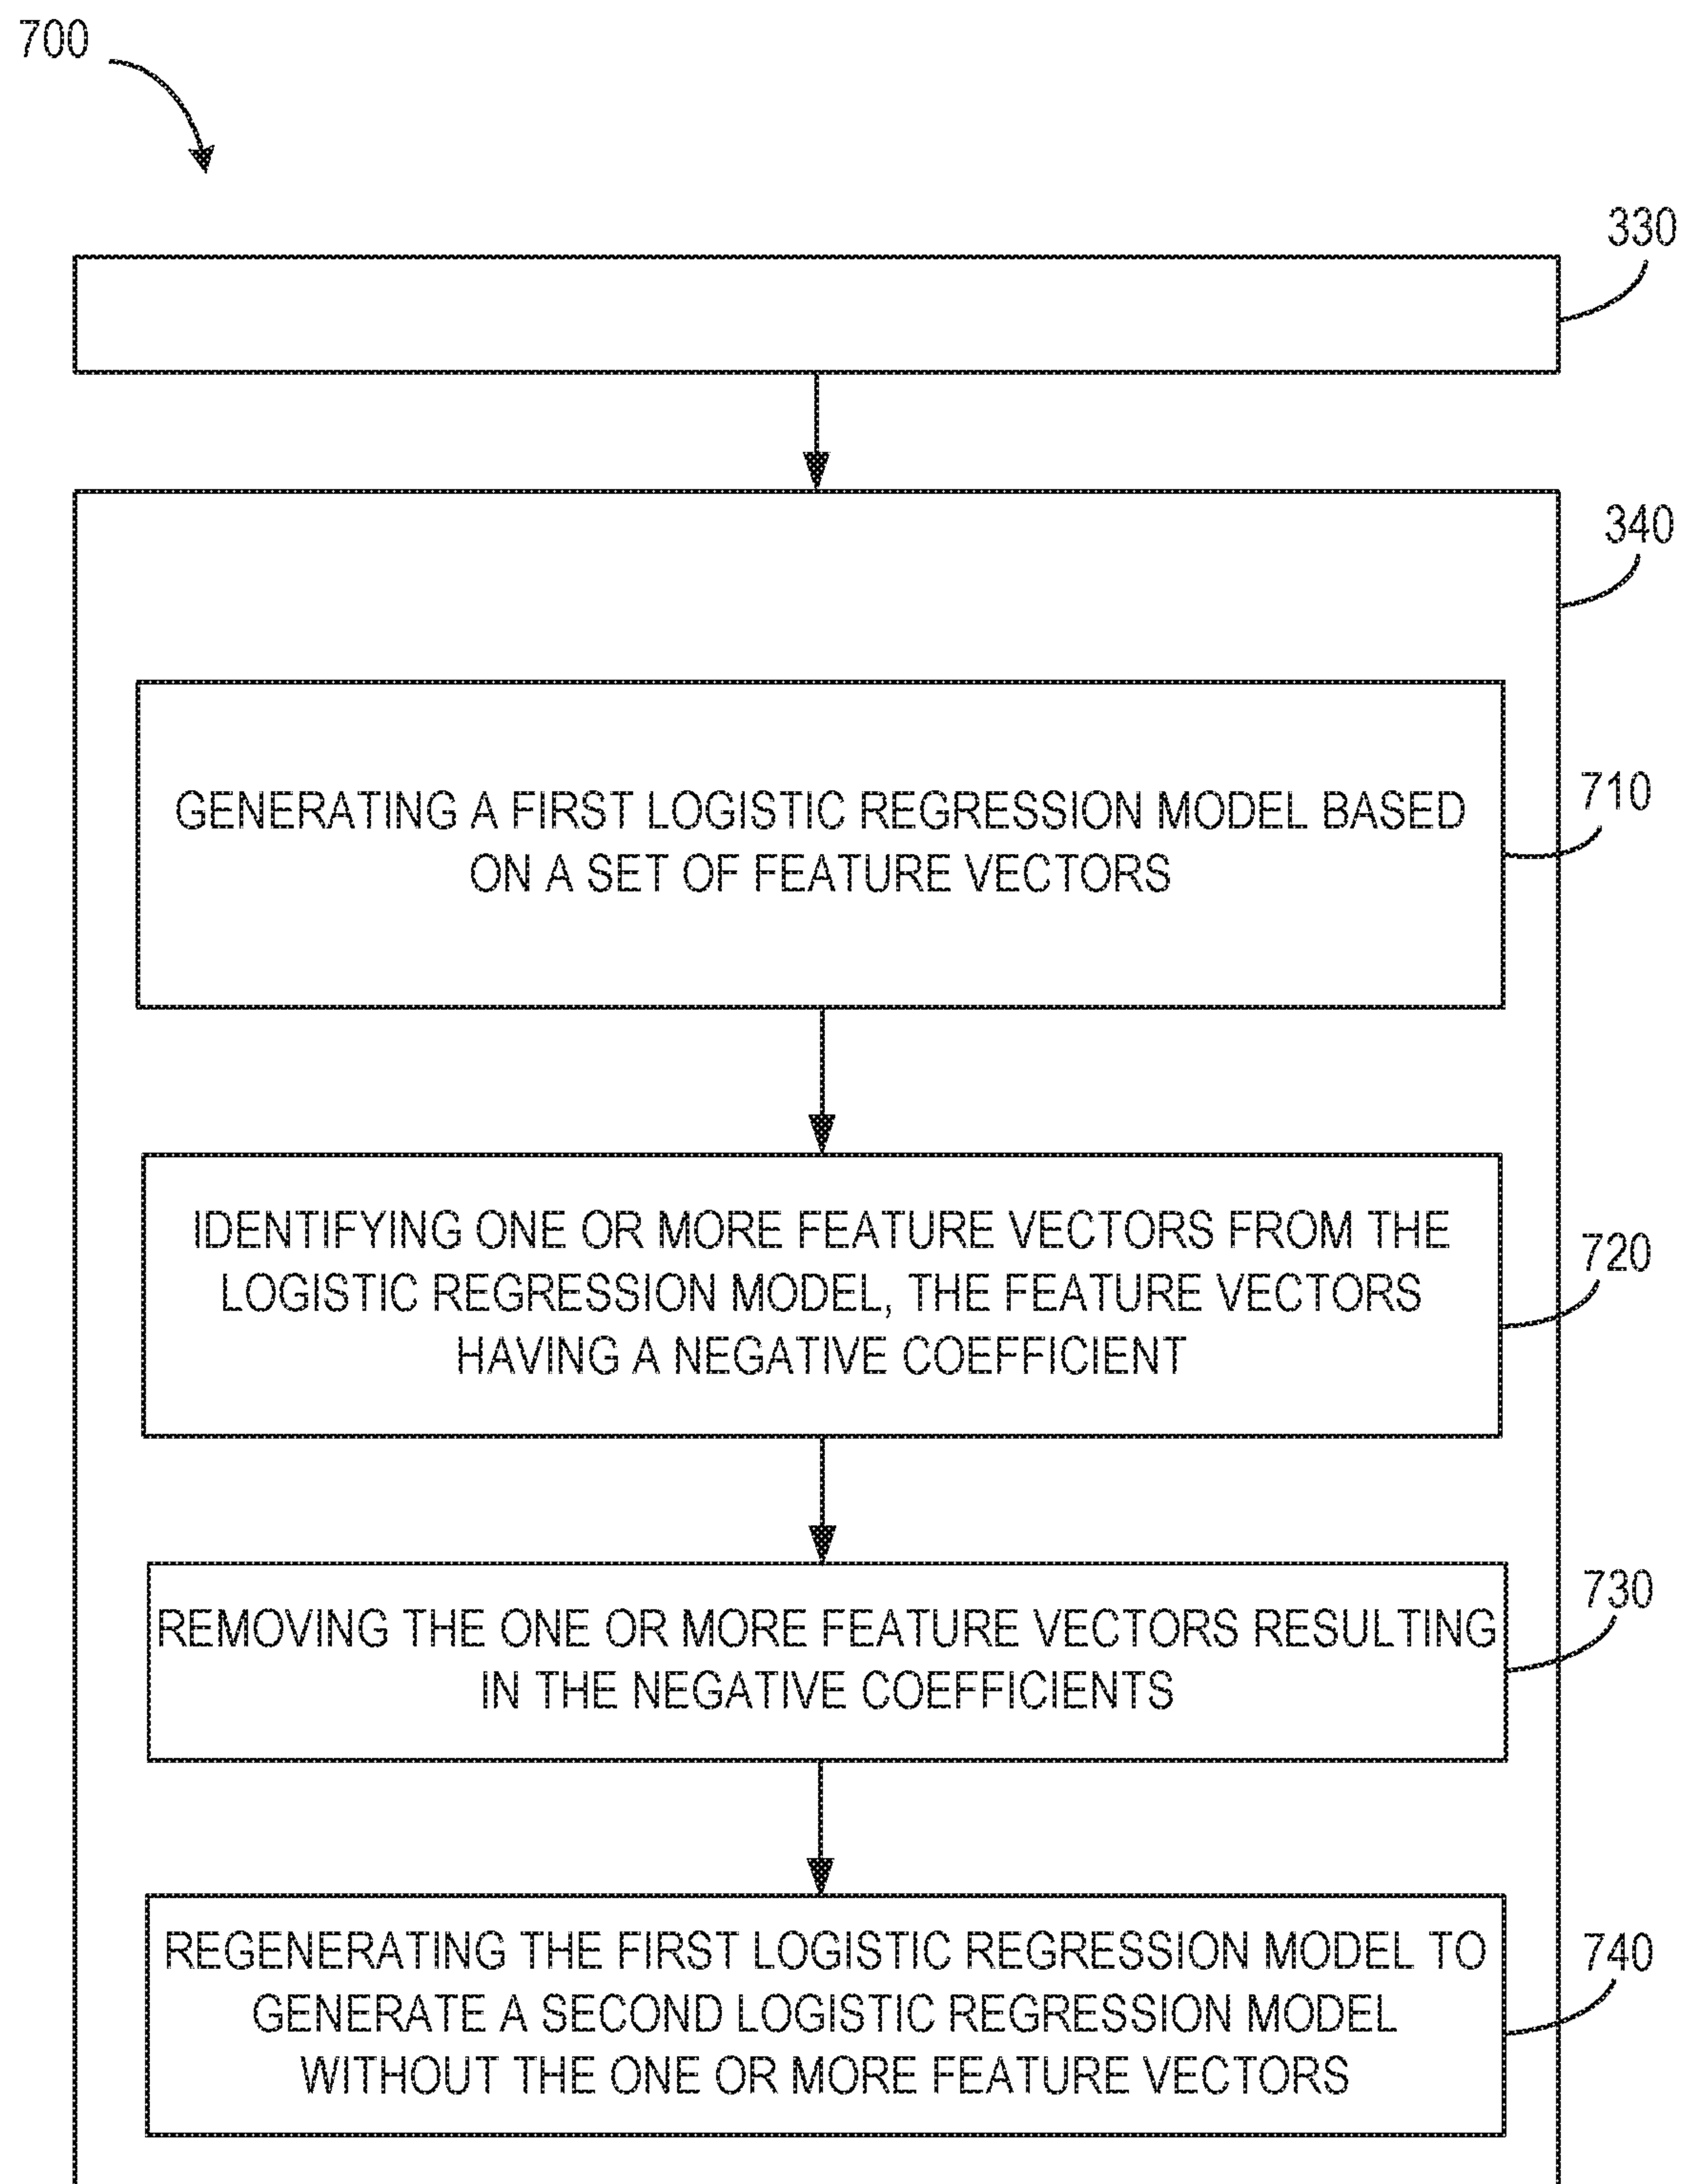 700
330
340
GENERATING A FIRST LOGISTIC REGRESSION MODEL BASED
ON A SET OF FEATURE VECTORS
710
IDENTIFYING ONE OR MORE FEATURE VECTORS FROM THE
LOGISTIC REGRESSION MODEL, THE FEATURE VECTORS
HAVING A NEGATIVE COEFFICIENT
720
REMOVING THE ONE OR MORE FEATURE VECTORS RESULTING
IN THE NEGATIVE COEFFICIENTS
730
REGENERATING THE FIRST LOGISTIC REGRESSION MODEL TO
GENERATE A SECOND LOGISTIC REGRESSION MODEL
WITHOUT THE ONE OR MORE FEATURE VECTORS
740